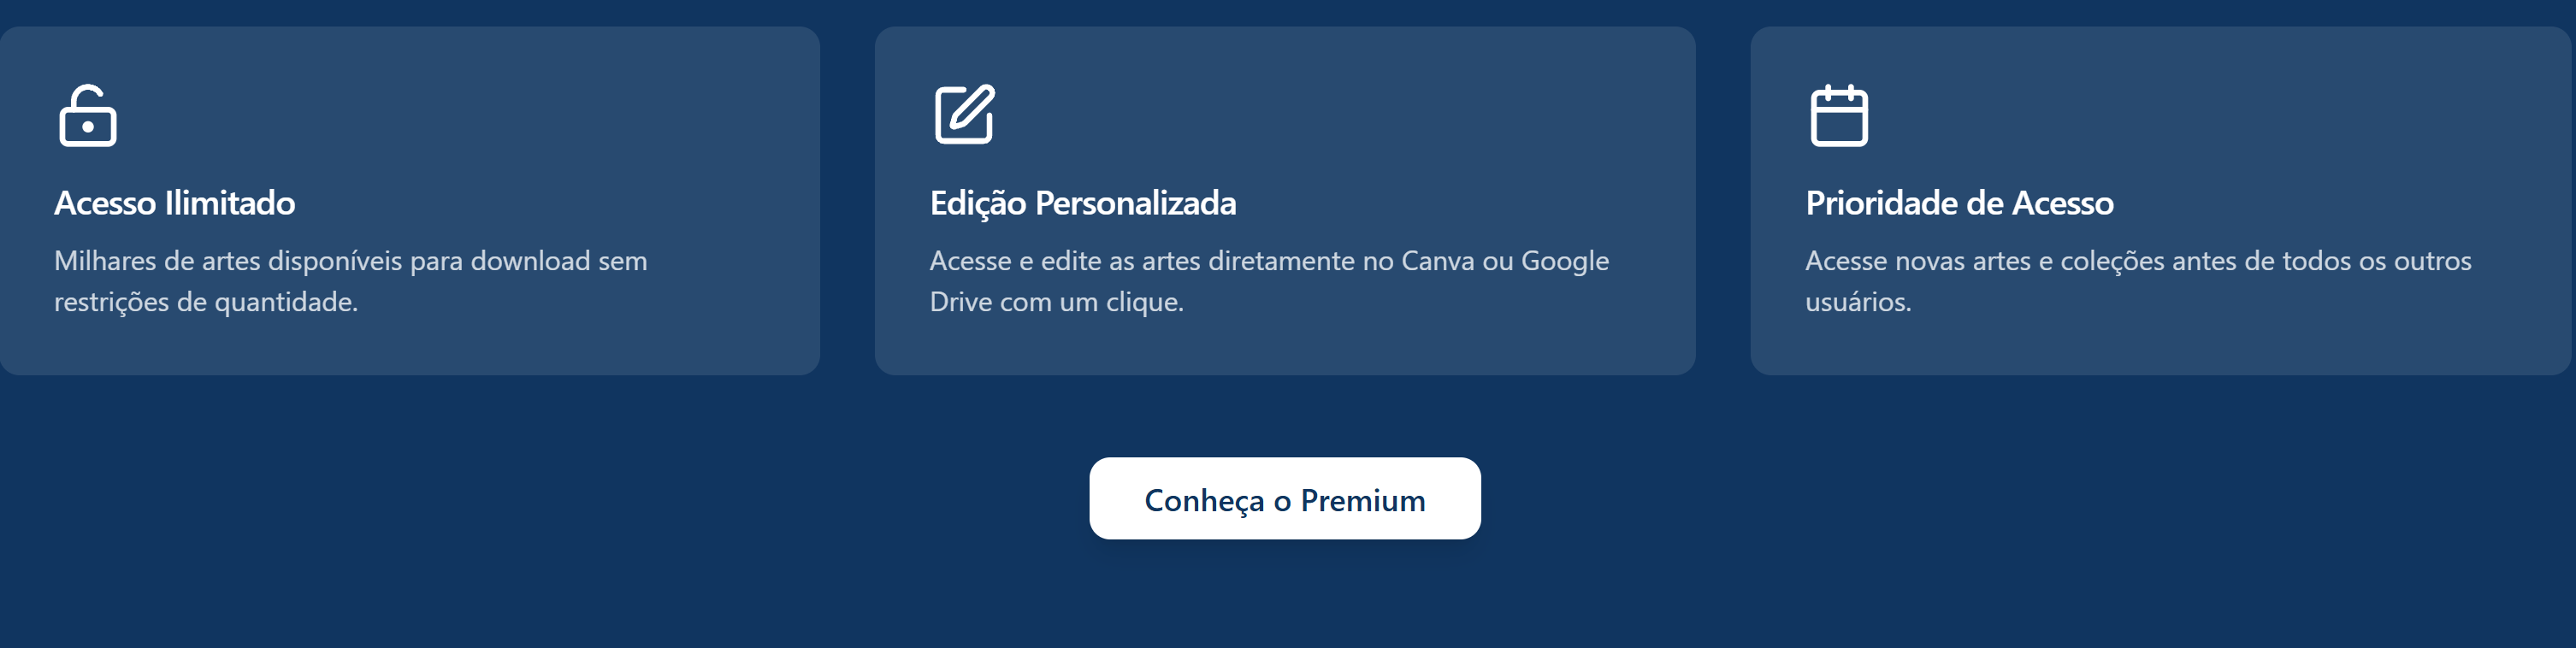 Acesso Ilimitado
Milhares de artes disponíveis para download sem
restrições de quantidade.
Edição Personalizada
Acesse e edite as artes diretamente no Canva ou Google
Drive com um clique.
Prioridade de Acesso
Acesse novas artes e coleções antes de todos os outros
usuários.
Conheça o Premium